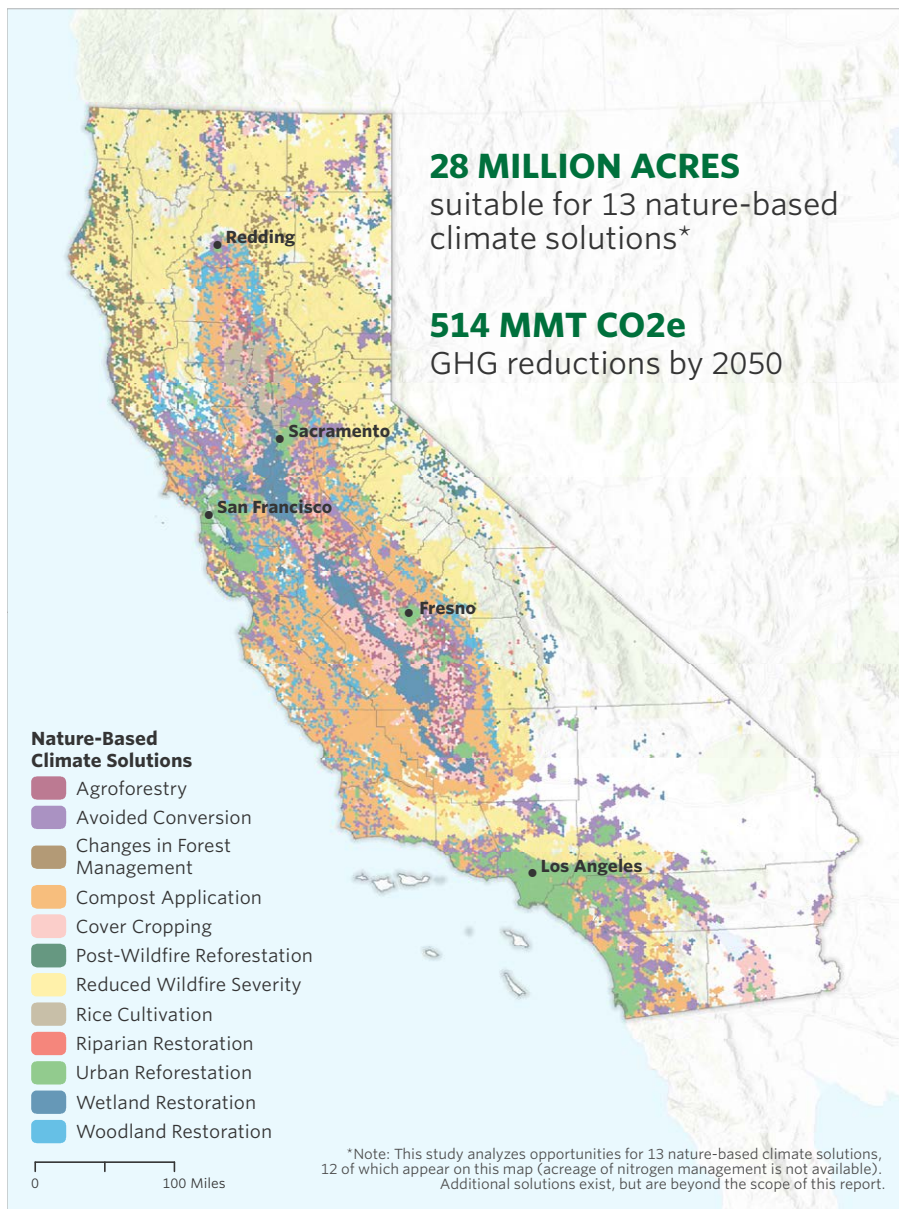 28 MILLION ACRES
suitable for 13 nature-based
climate solutions*
514 MMT CO2e
GHG reductions by 2050
Redding
Sacramento
San Francisco
Fresno
Los Angeles
Nature-Based
Climate Solutions
Agroforestry
Avoided Conversion
Changes in Forest
Management
Compost Application
Cover Cropping
Post-Wildfire Reforestation
Reduced Wildfire Severity
Rice Cultivation
Riparian Restoration
Urban Reforestation
Wetland Restoration
Woodland Restoration
0 100 Miles
*Note: This study analyzes opportunities for 13 nature-based climate solutions,
12 of which appear on this map (acreage of nitrogen management is not available).
Additional solutions exist, but are beyond the scope of this report.